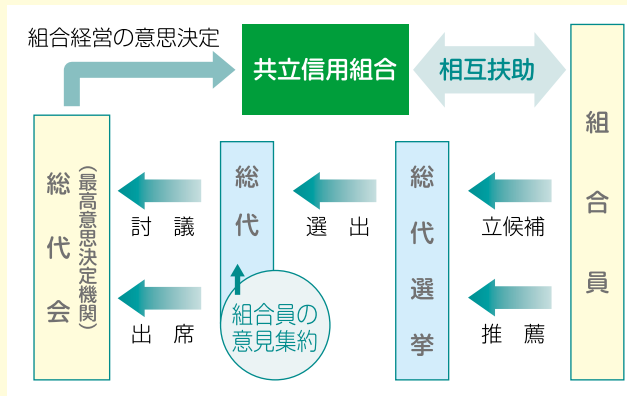 組合経営の意思決定
共立信用組合
相互扶助
組合員
総代会
（最高意思決定機関）
討議
出席
総代
組合員の
意見集約
選出
総代選挙
立候補
推薦